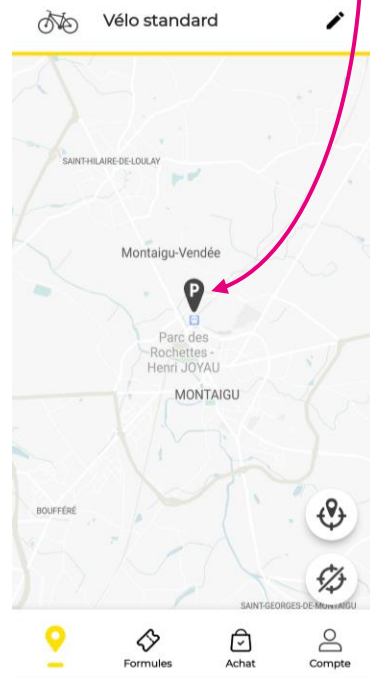 Vélo standard
SAINT-HILAIRE-DE-LOULAY
Montaigu-Vendée
P
Parc des
Rochettes -
Henri JOYAU
MONTAIGU
BOUFFÉRÉ
SAINT-GEORGES-DE-MONTAIGU
Formules
Achat
Compte